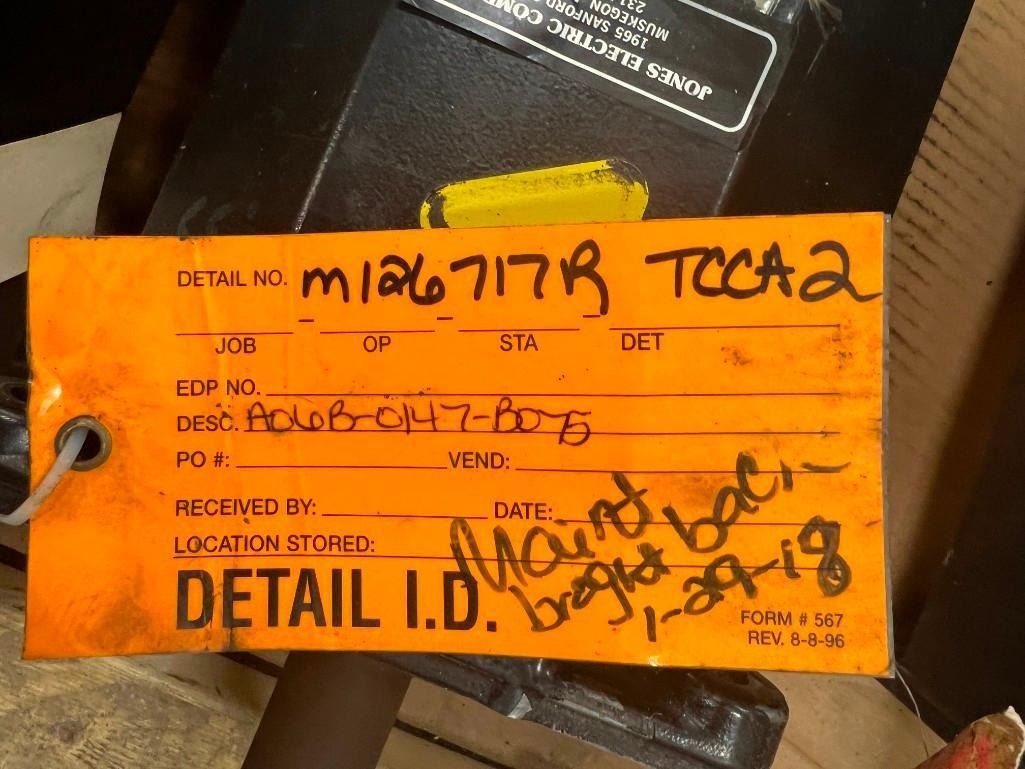 JONES ELECTRIC COMP
1965 SANFORD
MUSKEGON
231
DETAIL NO. M126717R TCCA2
JOB OP STA DET
EDP NO.
DESC. A06B-0147-B075
PO #: VEND:
RECEIVED BY: DATE:
LOCATION STORED:
Maint
broght back
1-29-18
DETAIL I.D.
FORM # 567
REV. 8-8-96